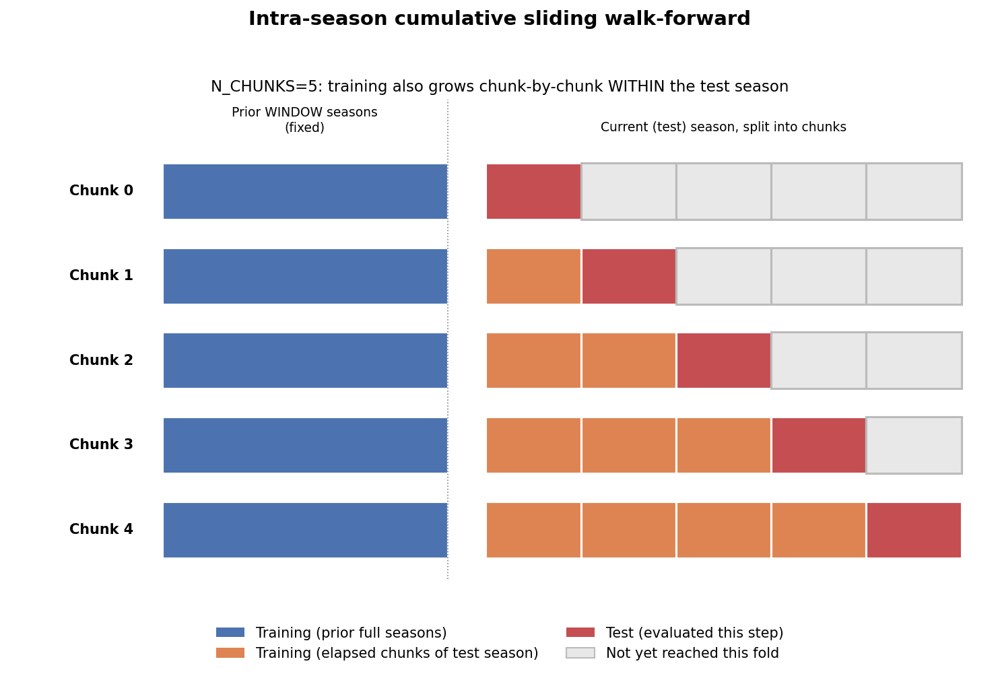 Intra-season cumulative sliding walk-forward
N_CHUNKS=5: training also grows chunk-by-chunk WITHIN the test season
Prior WINDOW seasons
(fixed)
Current (test) season, split into chunks
Chunk 0
Chunk 1
Chunk 2
Chunk 3
Chunk 4
Training (prior full seasons)
Training (elapsed chunks of test season)
Test (evaluated this step)
Not yet reached this fold